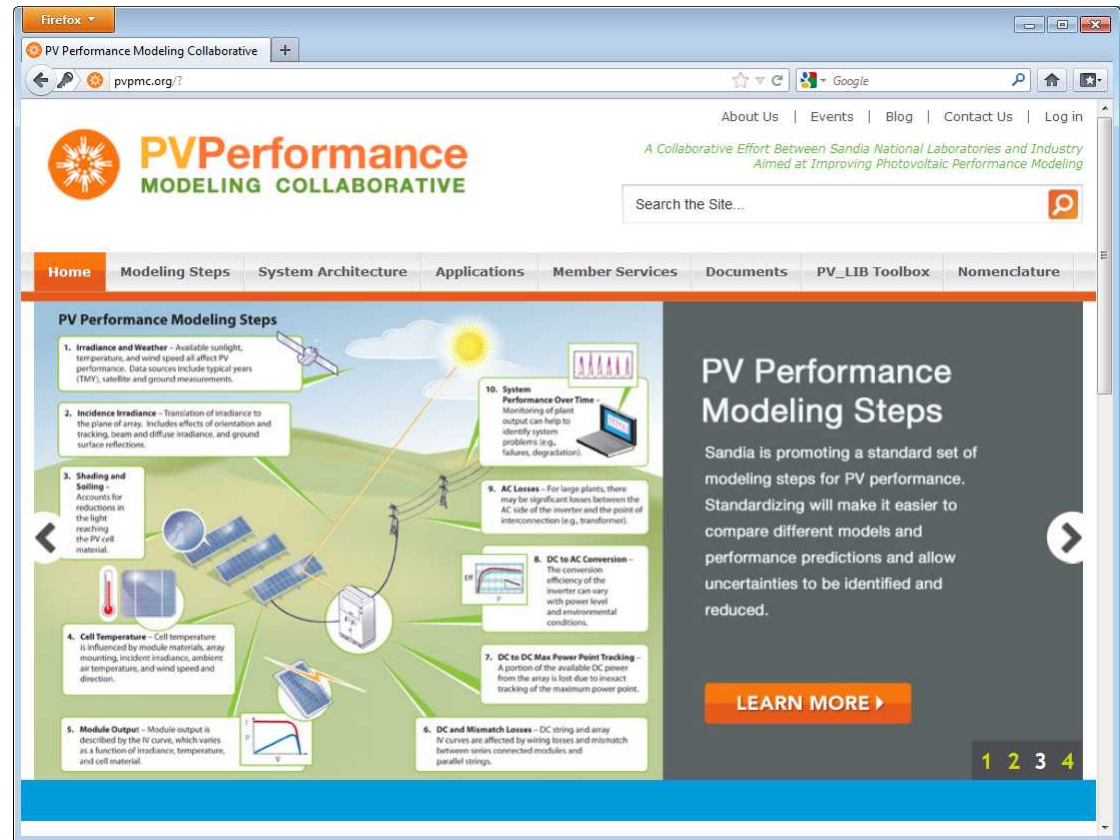 Firefox
PV Performance Modeling Collaborative
+
pvpmc.org/?
Google
About Us | Events | Blog | Contact Us | Log in
PVPerformance
MODELING COLLABORATIVE
A Collaborative Effort Between Sandia National Laboratories and Industry
Aimed at Improving Photovoltaic Performance Modeling
Search the Site...
Home
Modeling Steps
System Architecture
Applications
Member Services
Documents
PV_LIB Toolbox
Nomenclature
PV Performance Modeling Steps
1. Irradiance and Weather – Available sunlight,
temperature, and wind speed all affect PV
performance. Data sources include typical years
(TMY), satellite and ground measurements.
2. Incidence Irradiance – Translation of irradiance to
the plane of array. Includes effects of orientation and
tracking, beam and diffuse irradiance, and ground
surface reflections.
3. Shading and
Soiling –
Accounts for
reductions in
the light
reaching
the PV cell
material.
4. Cell Temperature – Cell temperature
is influenced by module materials, array
mounting, incident irradiance, ambient
air temperature, and wind speed and
direction.
5. Module Output – Module output is
described by the IV curve, which varies
as a function of irradiance, temperature,
and cell material.
I
P
V
6. DC and Mismatch Losses – DC string and array
IV curves are affected by wiring losses and mismatch
between series connected modules and
parallel strings.
7. DC to DC Max Power Point Tracking –
A portion of the available DC power
from the array is lost due to inexact
tracking of the maximum power point.
8. DC to AC Conversion –
The conversion
efficiency of the
inverter can vary
with power level
and environmental
conditions.
Eff
P
9. AC Losses – For large plants, there
may be significant losses between the
AC side of the inverter and the point of
interconnection (e.g., transformer).
10. System
Performance Over Time –
Monitoring of plant
output can help to
identify system
problems (e.g.,
failures, degradation).
PV Performance
Modeling Steps
Sandia is promoting a standard set of
modeling steps for PV performance.
Standardizing will make it easier to
compare different models and
performance predictions and allow
uncertainties to be identified and
reduced.
LEARN MORE
1 2 3 4